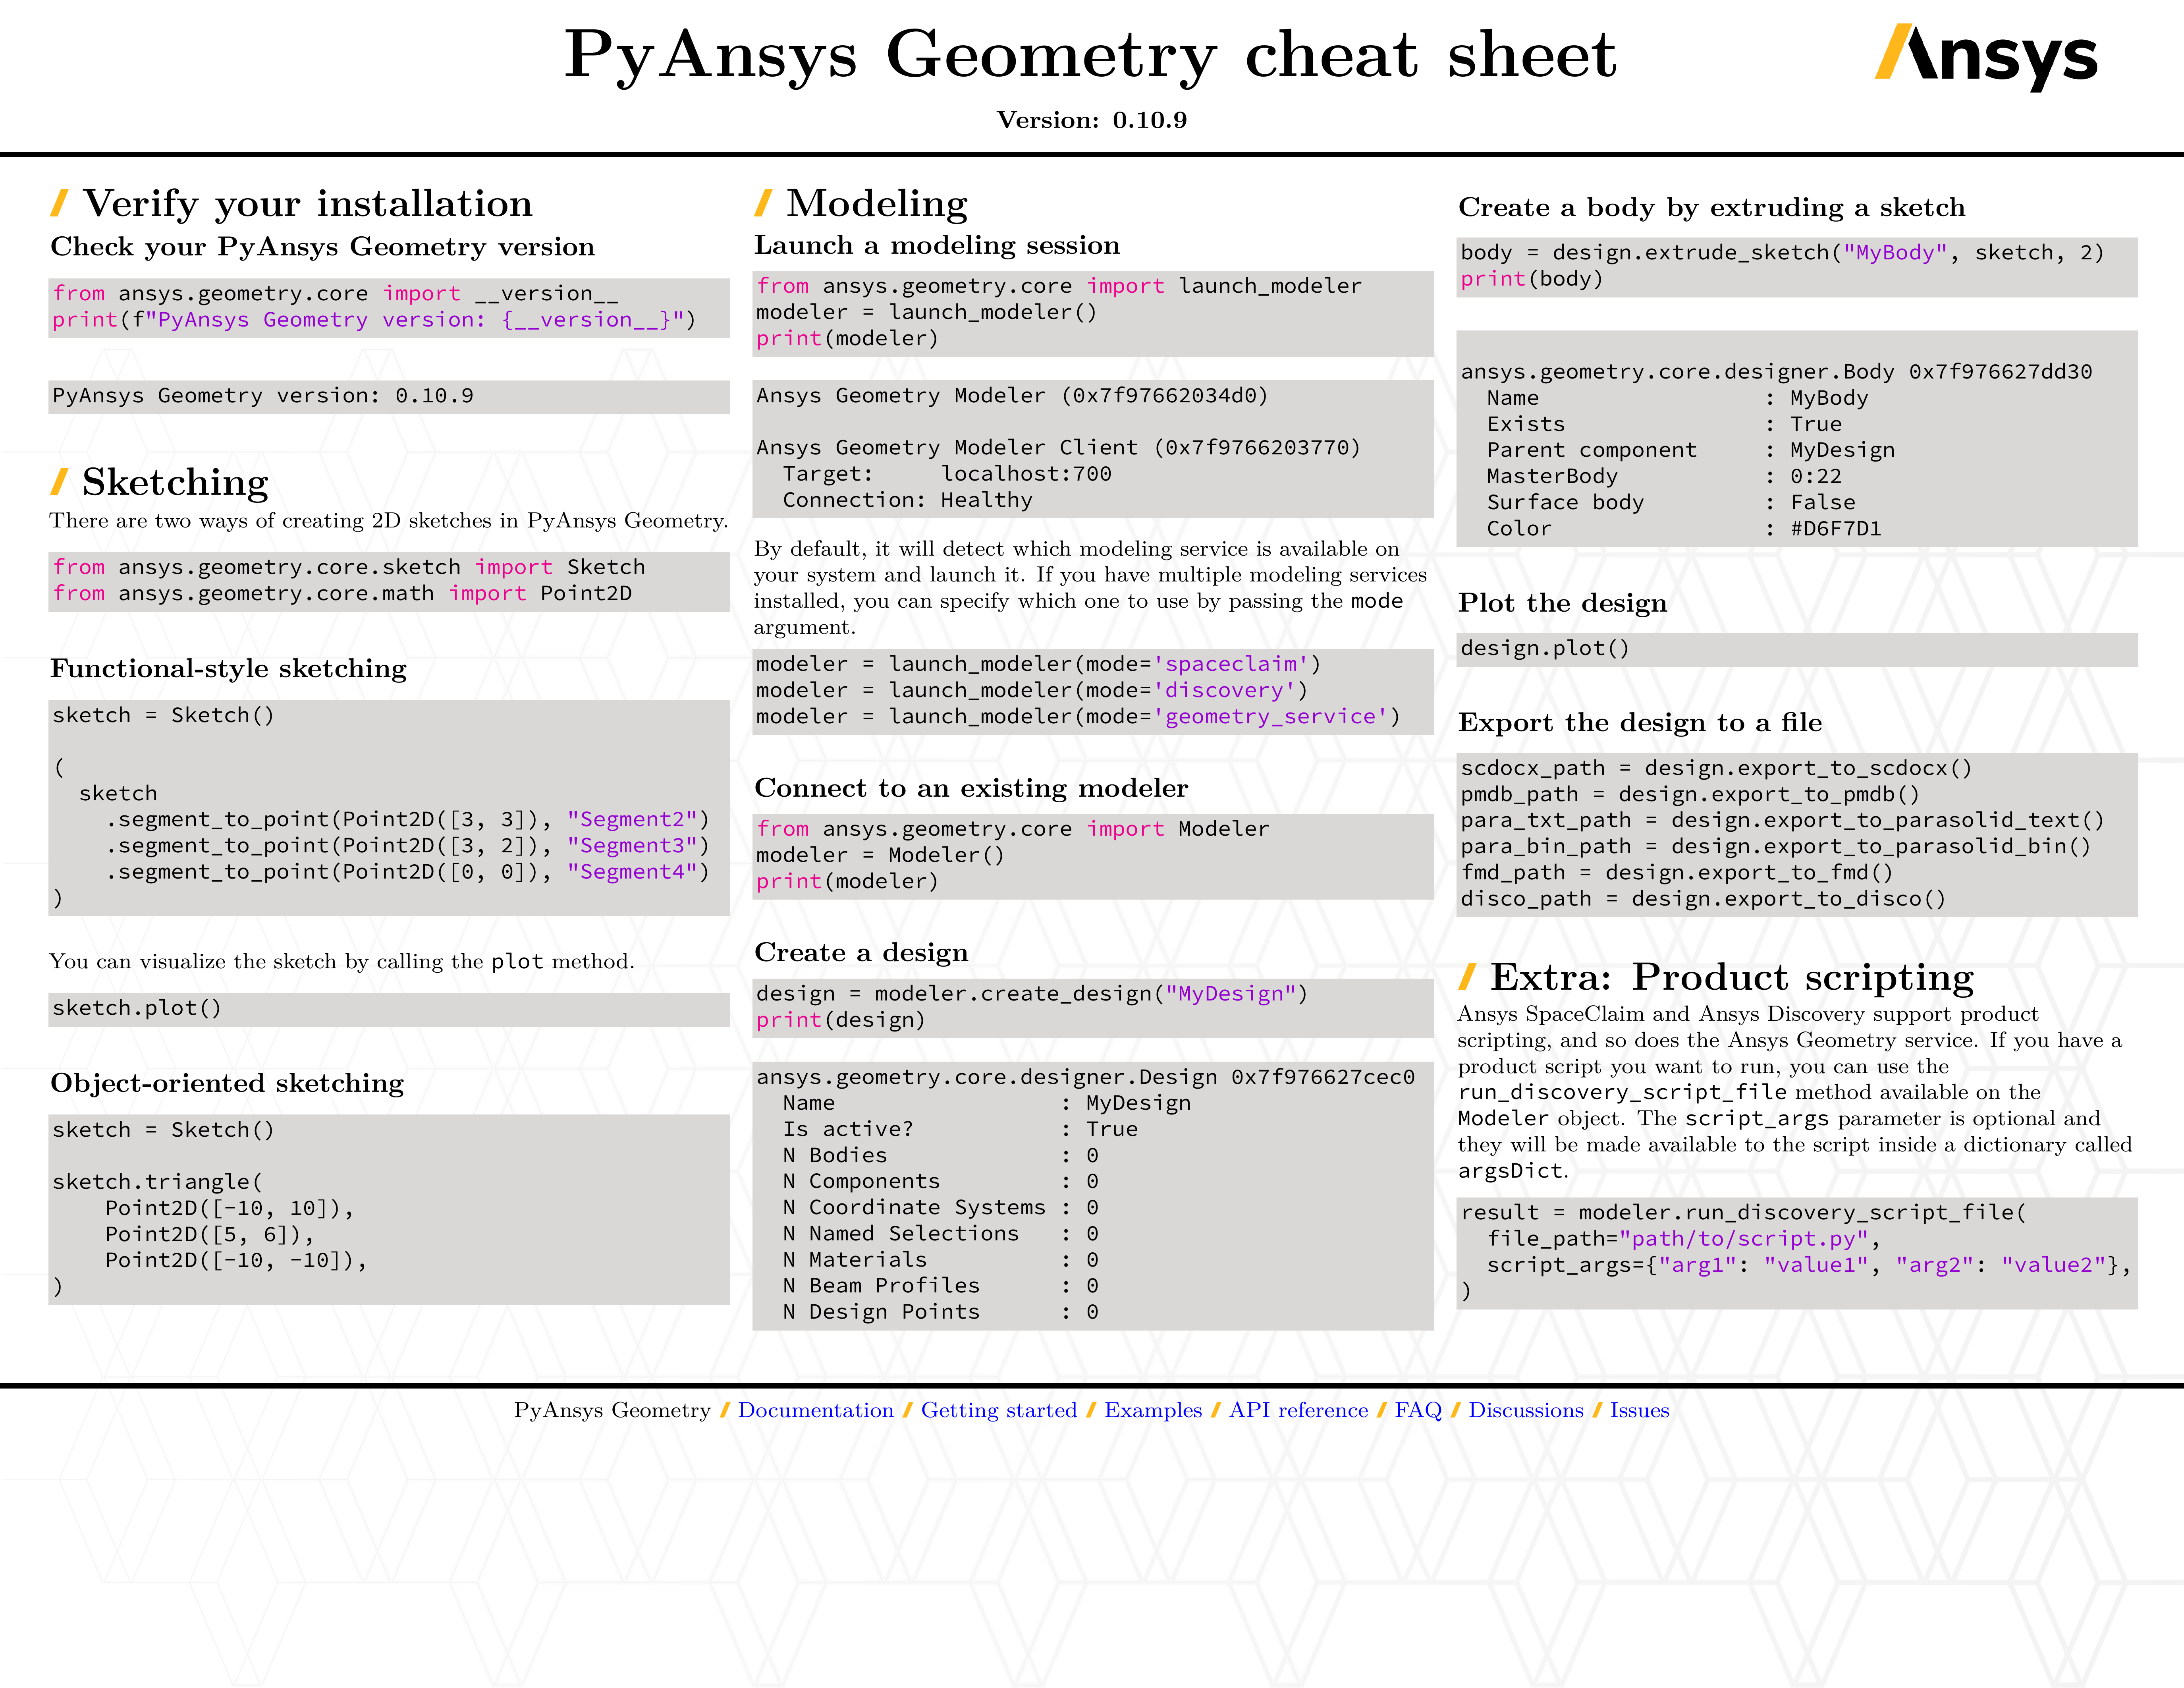 PyAnsys Geometry cheat sheet
Ansys
Version: 0.10.9
Verify your installation
Check your PyAnsys Geometry version
from ansys.geometry.core import __version__
print(f"PyAnsys Geometry version: {__version__}")
PyAnsys Geometry version: 0.10.9
Sketching
There are two ways of creating 2D sketches in PyAnsys Geometry.
from ansys.geometry.core.sketch import Sketch
from ansys.geometry.core.math import Point2D
Functional-style sketching
sketch = Sketch()
(
  sketch
    .segment_to_point(Point2D([3, 3]), "Segment2")
    .segment_to_point(Point2D([3, 2]), "Segment3")
    .segment_to_point(Point2D([0, 0]), "Segment4")
)
You can visualize the sketch by calling the plot method.
sketch.plot()
Object-oriented sketching
sketch = Sketch()
sketch.triangle(
    Point2D([-10, 10]),
    Point2D([5, 6]),
    Point2D([-10, -10]),
)
Modeling
Launch a modeling session
from ansys.geometry.core import launch_modeler
modeler = launch_modeler()
print(modeler)
Ansys Geometry Modeler (0x7f97662034d0)
Ansys Geometry Modeler Client (0x7f9766203770)
  Target:     localhost:700
  Connection: Healthy
By default, it will detect which modeling service is available on
your system and launch it. If you have multiple modeling services
installed, you can specify which one to use by passing the mode
argument.
modeler = launch_modeler(mode='spaceclaim')
modeler = launch_modeler(mode='discovery')
modeler = launch_modeler(mode='geometry_service')
Connect to an existing modeler
from ansys.geometry.core import Modeler
modeler = Modeler()
print(modeler)
Create a design
design = modeler.create_design("MyDesign")
print(design)
ansys.geometry.core.designer.Design 0x7f976627cec0
  Name                 : MyDesign
  Is active?           : True
  N Bodies             : 0
  N Components         : 0
  N Coordinate Systems : 0
  N Named Selections   : 0
  N Materials          : 0
  N Beam Profiles      : 0
  N Design Points      : 0
Create a body by extruding a sketch
body = design.extrude_sketch("MyBody", sketch, 2)
print(body)
ansys.geometry.core.designer.Body 0x7f976627dd30
  Name                 : MyBody
  Exists               : True
  Parent component     : MyDesign
  MasterBody           : 0:22
  Surface body         : False
  Color                : #D6F7D1
Plot the design
design.plot()
Export the design to a file
scdocx_path = design.export_to_scdocx()
pmdb_path = design.export_to_pmdb()
para_txt_path = design.export_to_parasolid_text()
para_bin_path = design.export_to_parasolid_bin()
fmd_path = design.export_to_fmd()
disco_path = design.export_to_disco()
Extra: Product scripting
Ansys SpaceClaim and Ansys Discovery support product
scripting, and so does the Ansys Geometry service. If you have a
product script you want to run, you can use the
run_discovery_script_file method available on the
Modeler object. The script_args parameter is optional and
they will be made available to the script inside a dictionary called
argsDict.
result = modeler.run_discovery_script_file(
  file_path="path/to/script.py",
  script_args={"arg1": "value1", "arg2": "value2"},
)
PyAnsys Geometry / Documentation / Getting started / Examples / API reference / FAQ / Discussions / Issues